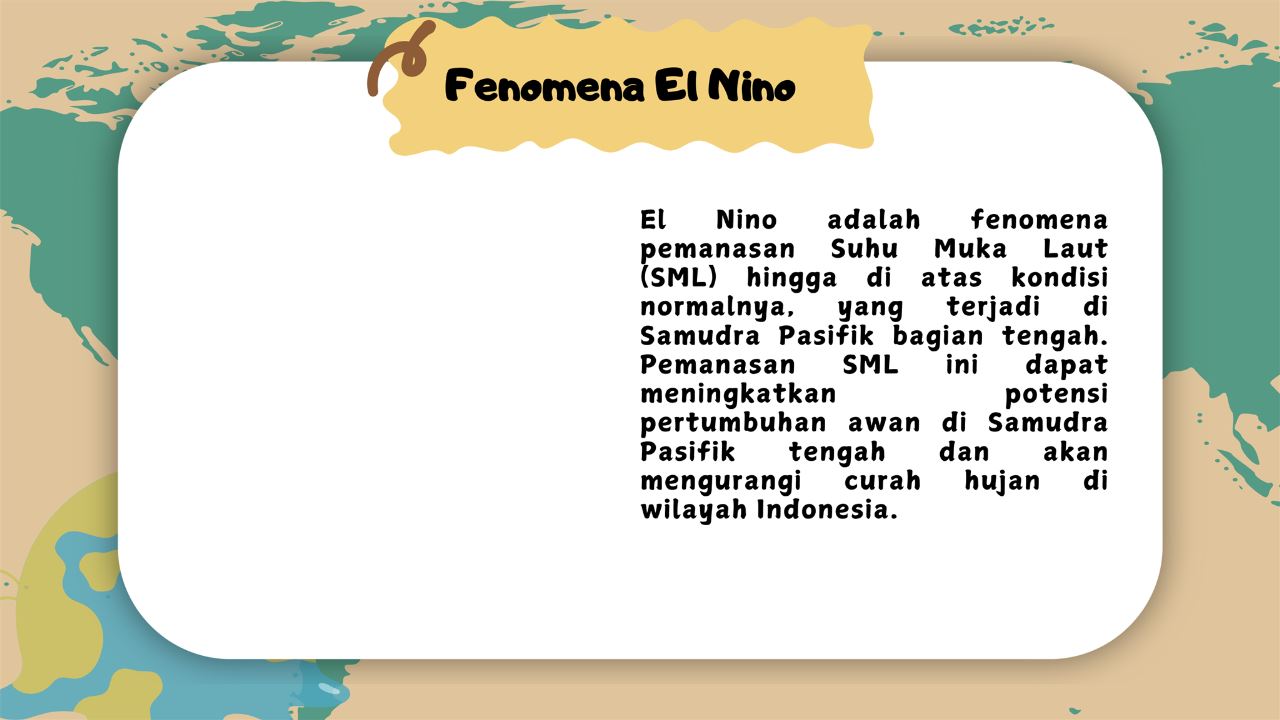 Fenomena El Nino
El Nino adalah fenomena
pemanasan Suhu Muka Laut
(SML) hingga di atas kondisi
normalnya, yang terjadi di
Samudra Pasifik bagian tengah.
Pemanasan SML ini dapat
meningkatkan potensi
pertumbuhan awan di Samudra
Pasifik tengah dan akan
mengurangi curah hujan di
wilayah Indonesia.